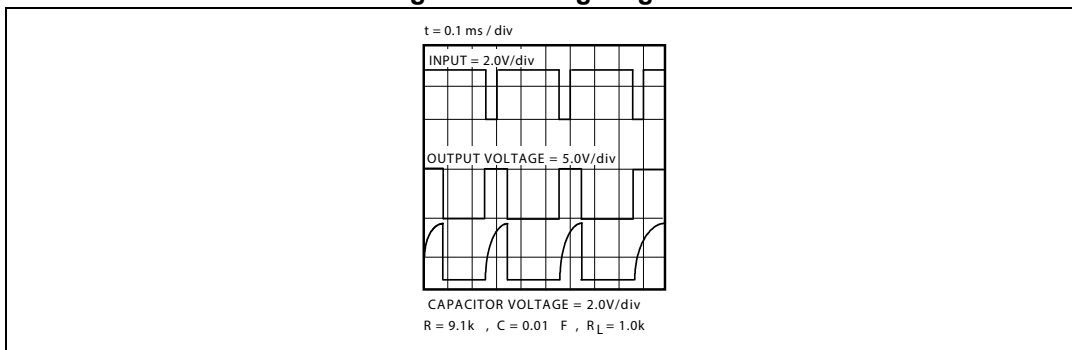 t = 0.1 ms / div
INPUT = 2.0V/div
OUTPUT VOLTAGE = 5.0V/div
CAPACITOR VOLTAGE = 2.0V/div
R = 9.1k , C = 0.01 F , RL = 1.0k